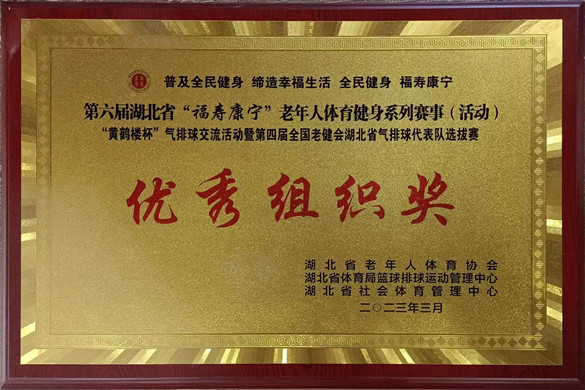 普及全民健身 缔造幸福生活 全民健身 福寿康宁
第六届湖北省“福寿康宁”老年人体育健身系列赛事(活动)
“黄鹤楼杯”气排球交流活动暨第四届全国老健会湖北省气排球代表队选拔赛
优秀组织奖
湖北省老年人体育协会
湖北省体育局篮球排球运动管理中心
湖北省社会体育管理中心
二〇二三年三月